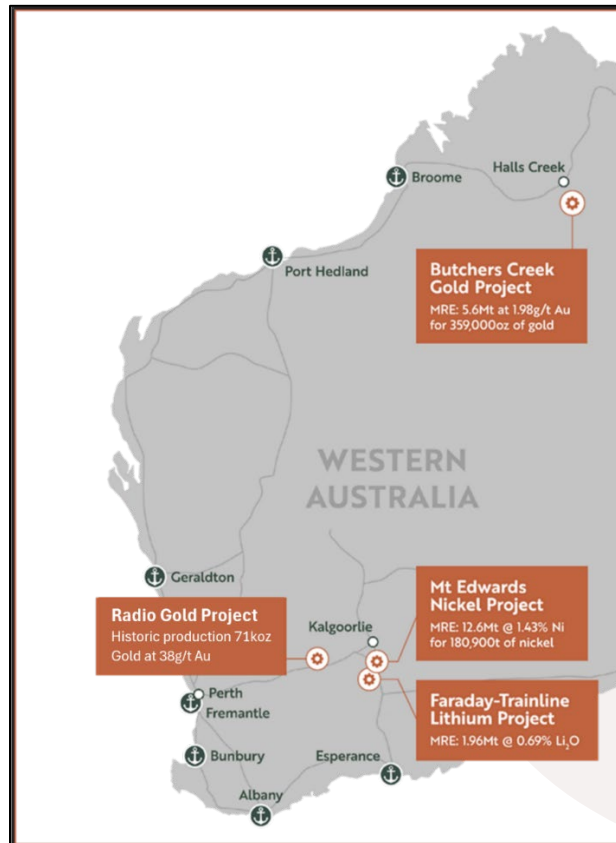 Halls Creek
Broome
Port Hedland
Butchers Creek
Gold Project
MRE: 5.6Mt at 1.98g/t Au
for 359,000oz of gold
WESTERN
AUSTRALIA
Geraldton
Radio Gold Project
Historic production 71koz
Gold at 38g/t Au
Kalgoorlie
Mt Edwards
Nickel Project
MRE: 12.6Mt @ 1.43% Ni
for 180,900t of nickel
Perth
Fremantle
Faraday-Trainline
Lithium Project
MRE: 1.96Mt @ 0.69% Li₂O
Bunbury
Esperance
Albany